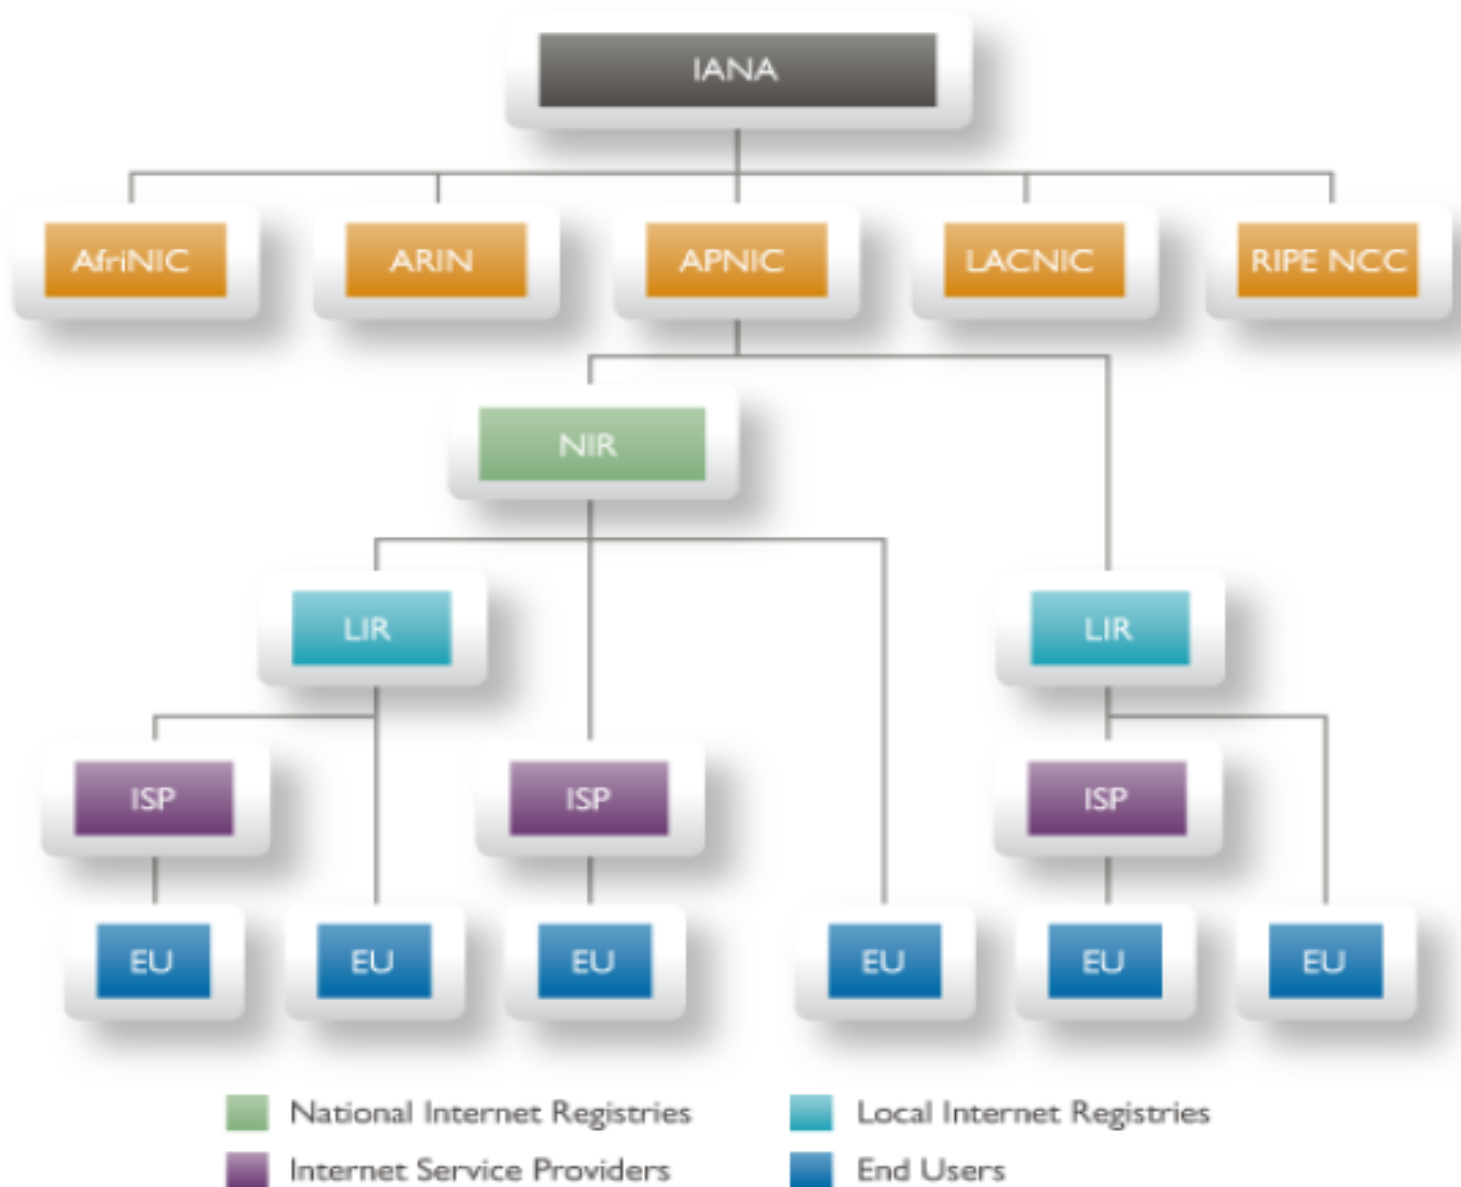 IANA
AfriNIC ARIN APNIC LACNIC RIPE NCC
NIR
LIR LIR
ISP ISP ISP
EU EU EU EU EU EU
National Internet Registries Local Internet Registries
Internet Service Providers End Users